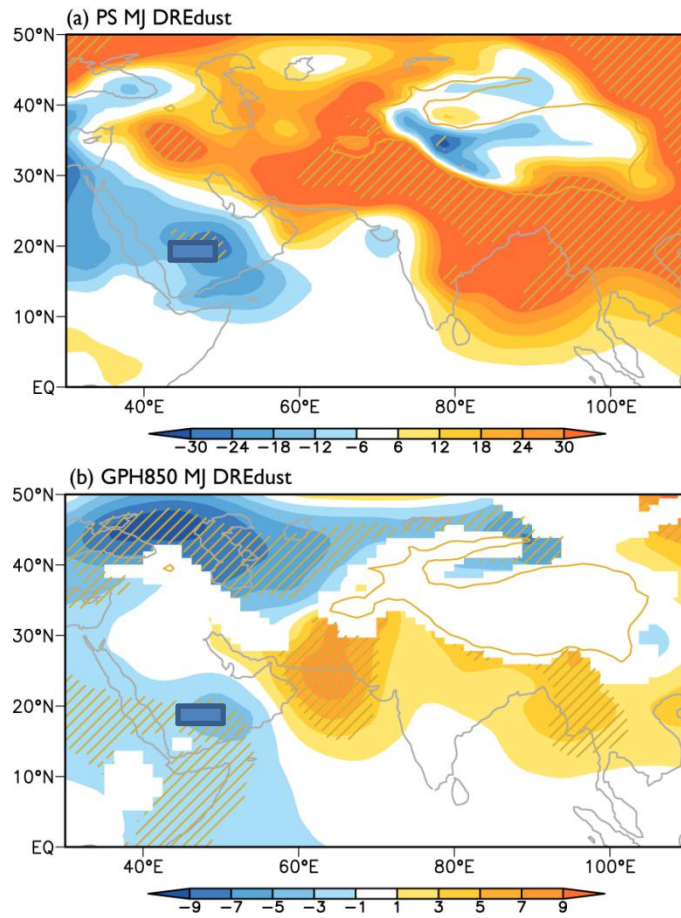 (a) PS MJ DREdust
50°N
40°N
30°N
20°N
10°N
EQ
40°E 60°E 80°E 100°E
-30 -24 -18 -12 -6 6 12 18 24 30
(b) GPH850 MJ DREdust
50°N
40°N
30°N
20°N
10°N
EQ
40°E 60°E 80°E 100°E
-9 -7 -5 -3 -1 1 3 5 7 9